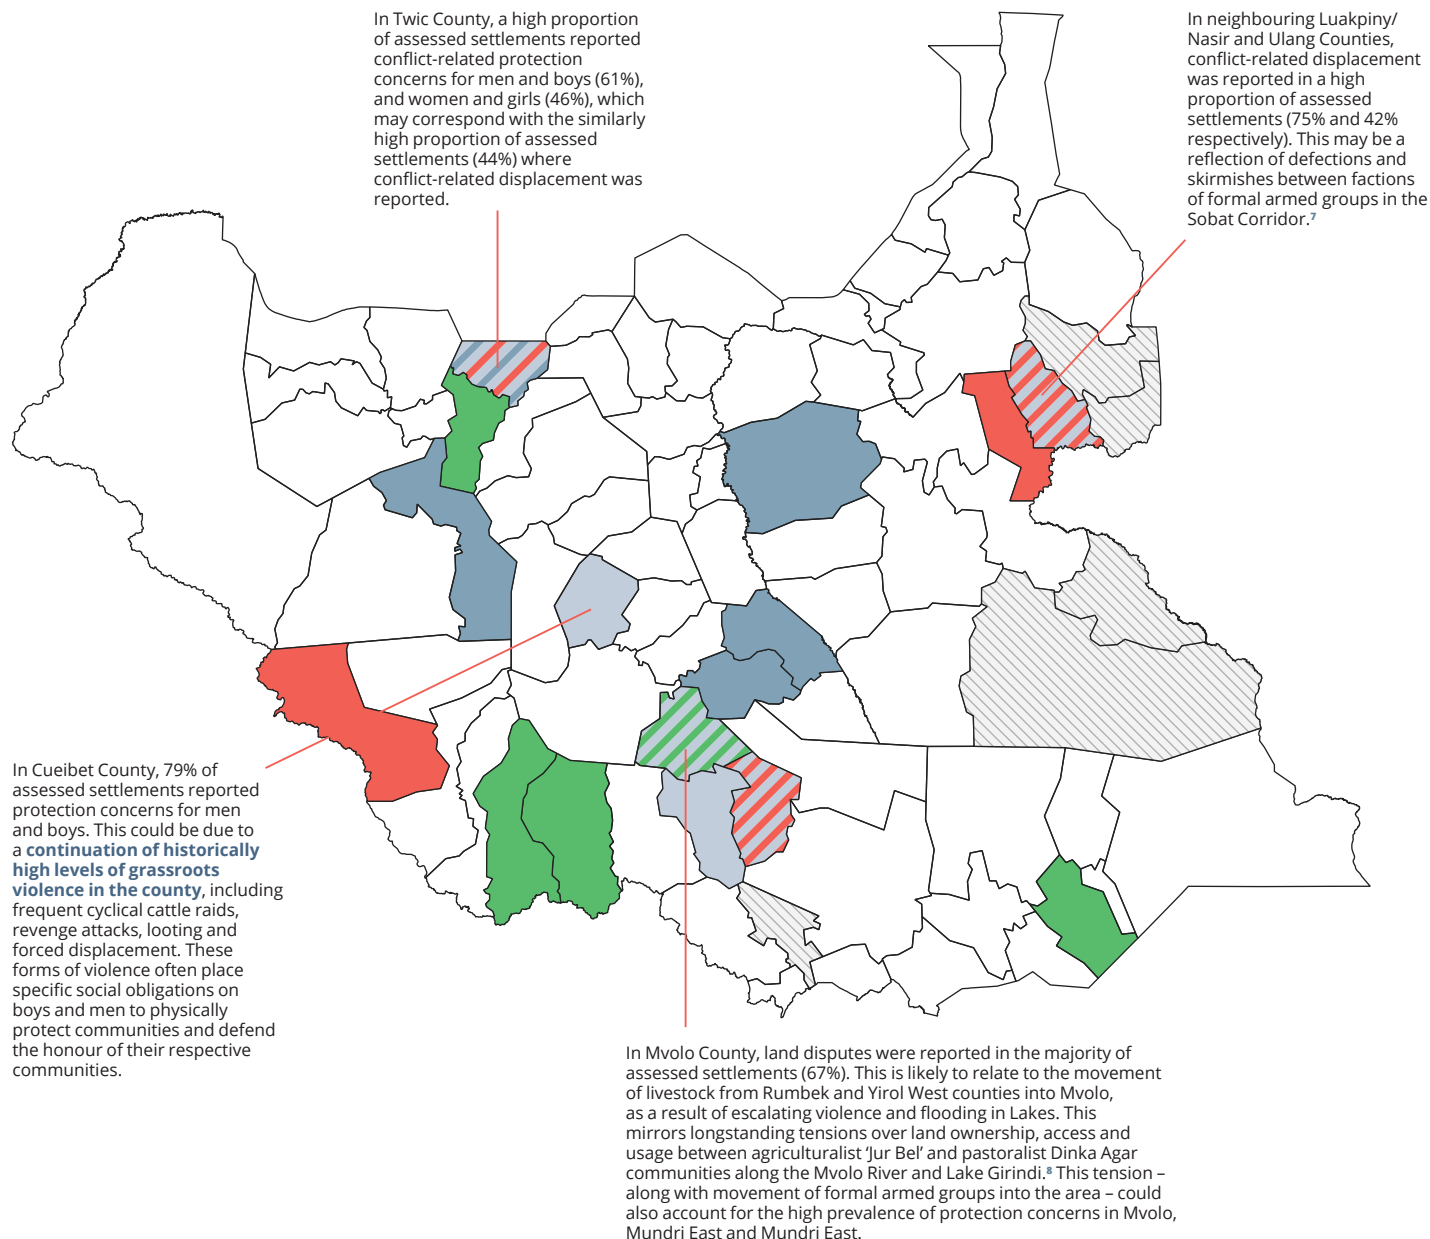 In Twic County, a high proportion
of assessed settlements reported
conflict-related protection
concerns for men and boys (61%),
and women and girls (46%), which
may correspond with the similarly
high proportion of assessed
settlements (44%) where
conflict-related displacement was
reported.
In neighbouring Luakpiny/
Nasir and Ulang Counties,
conflict-related displacement
was reported in a high
proportion of assessed
settlements (75% and 42%
respectively). This may be a
reflection of defections and
skirmishes between factions
of formal armed groups in the
Sobat Corridor.⁷
In Cueibet County, 79% of
assessed settlements reported
protection concerns for men
and boys. This could be due to
a continuation of historically
high levels of grassroots
violence in the county, including
frequent cyclical cattle raids,
revenge attacks, looting and
forced displacement. These
forms of violence often place
specific social obligations on
boys and men to physically
protect communities and defend
the honour of their respective
communities.
In Mvolo County, land disputes were reported in the majority of
assessed settlements (67%). This is likely to relate to the movement
of livestock from Rumbek and Yirol West counties into Mvolo,
as a result of escalating violence and flooding in Lakes. This
mirrors longstanding tensions over land ownership, access and
usage between agriculturalist ‘Jur Bel’ and pastoralist Dinka Agar
communities along the Mvolo River and Lake Girindi.⁸ This tension –
along with movement of formal armed groups into the area – could
also account for the high prevalence of protection concerns in Mvolo,
Mundri East and Mundri East.